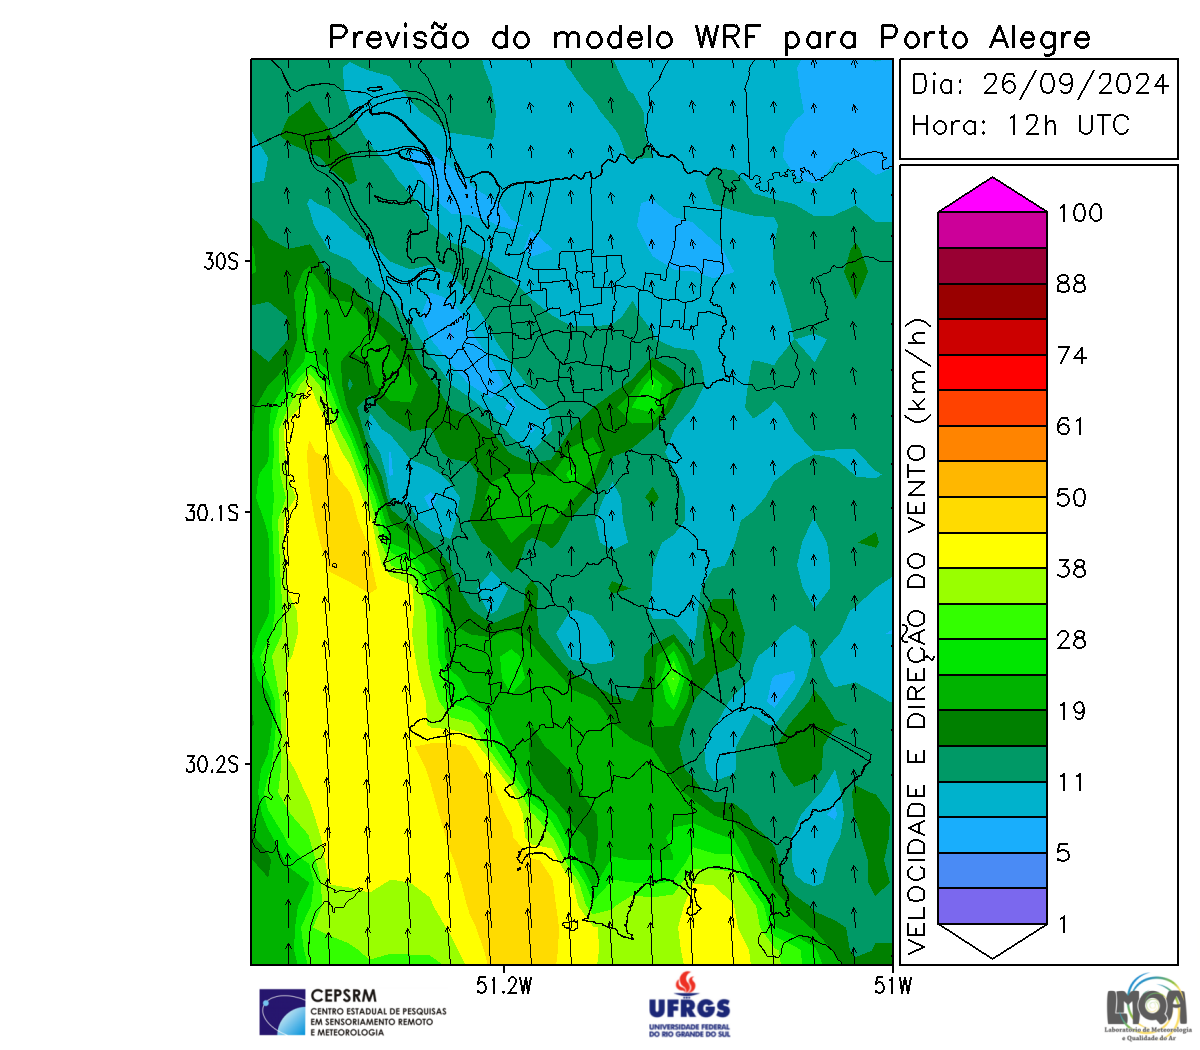 Previsão do modelo WRF para Porto Alegre
Dia: 26/09/2024
Hora: 12h UTC
30S
30.1S
30.2S
51.2W
51W
VELOCIDADE E DIREÇÃO DO VENTO (km/h)
100
88
74
61
50
38
28
19
11
5
1
CEPSRM
CENTRO ESTADUAL DE PESQUISAS
EM SENSORIAMENTO REMOTO
E METEOROLOGIA
UFRGS
UNIVERSIDADE FEDERAL
DO RIO GRANDE DO SUL
LMQA
Laboratório de Meteorologia
e Qualidade do Ar